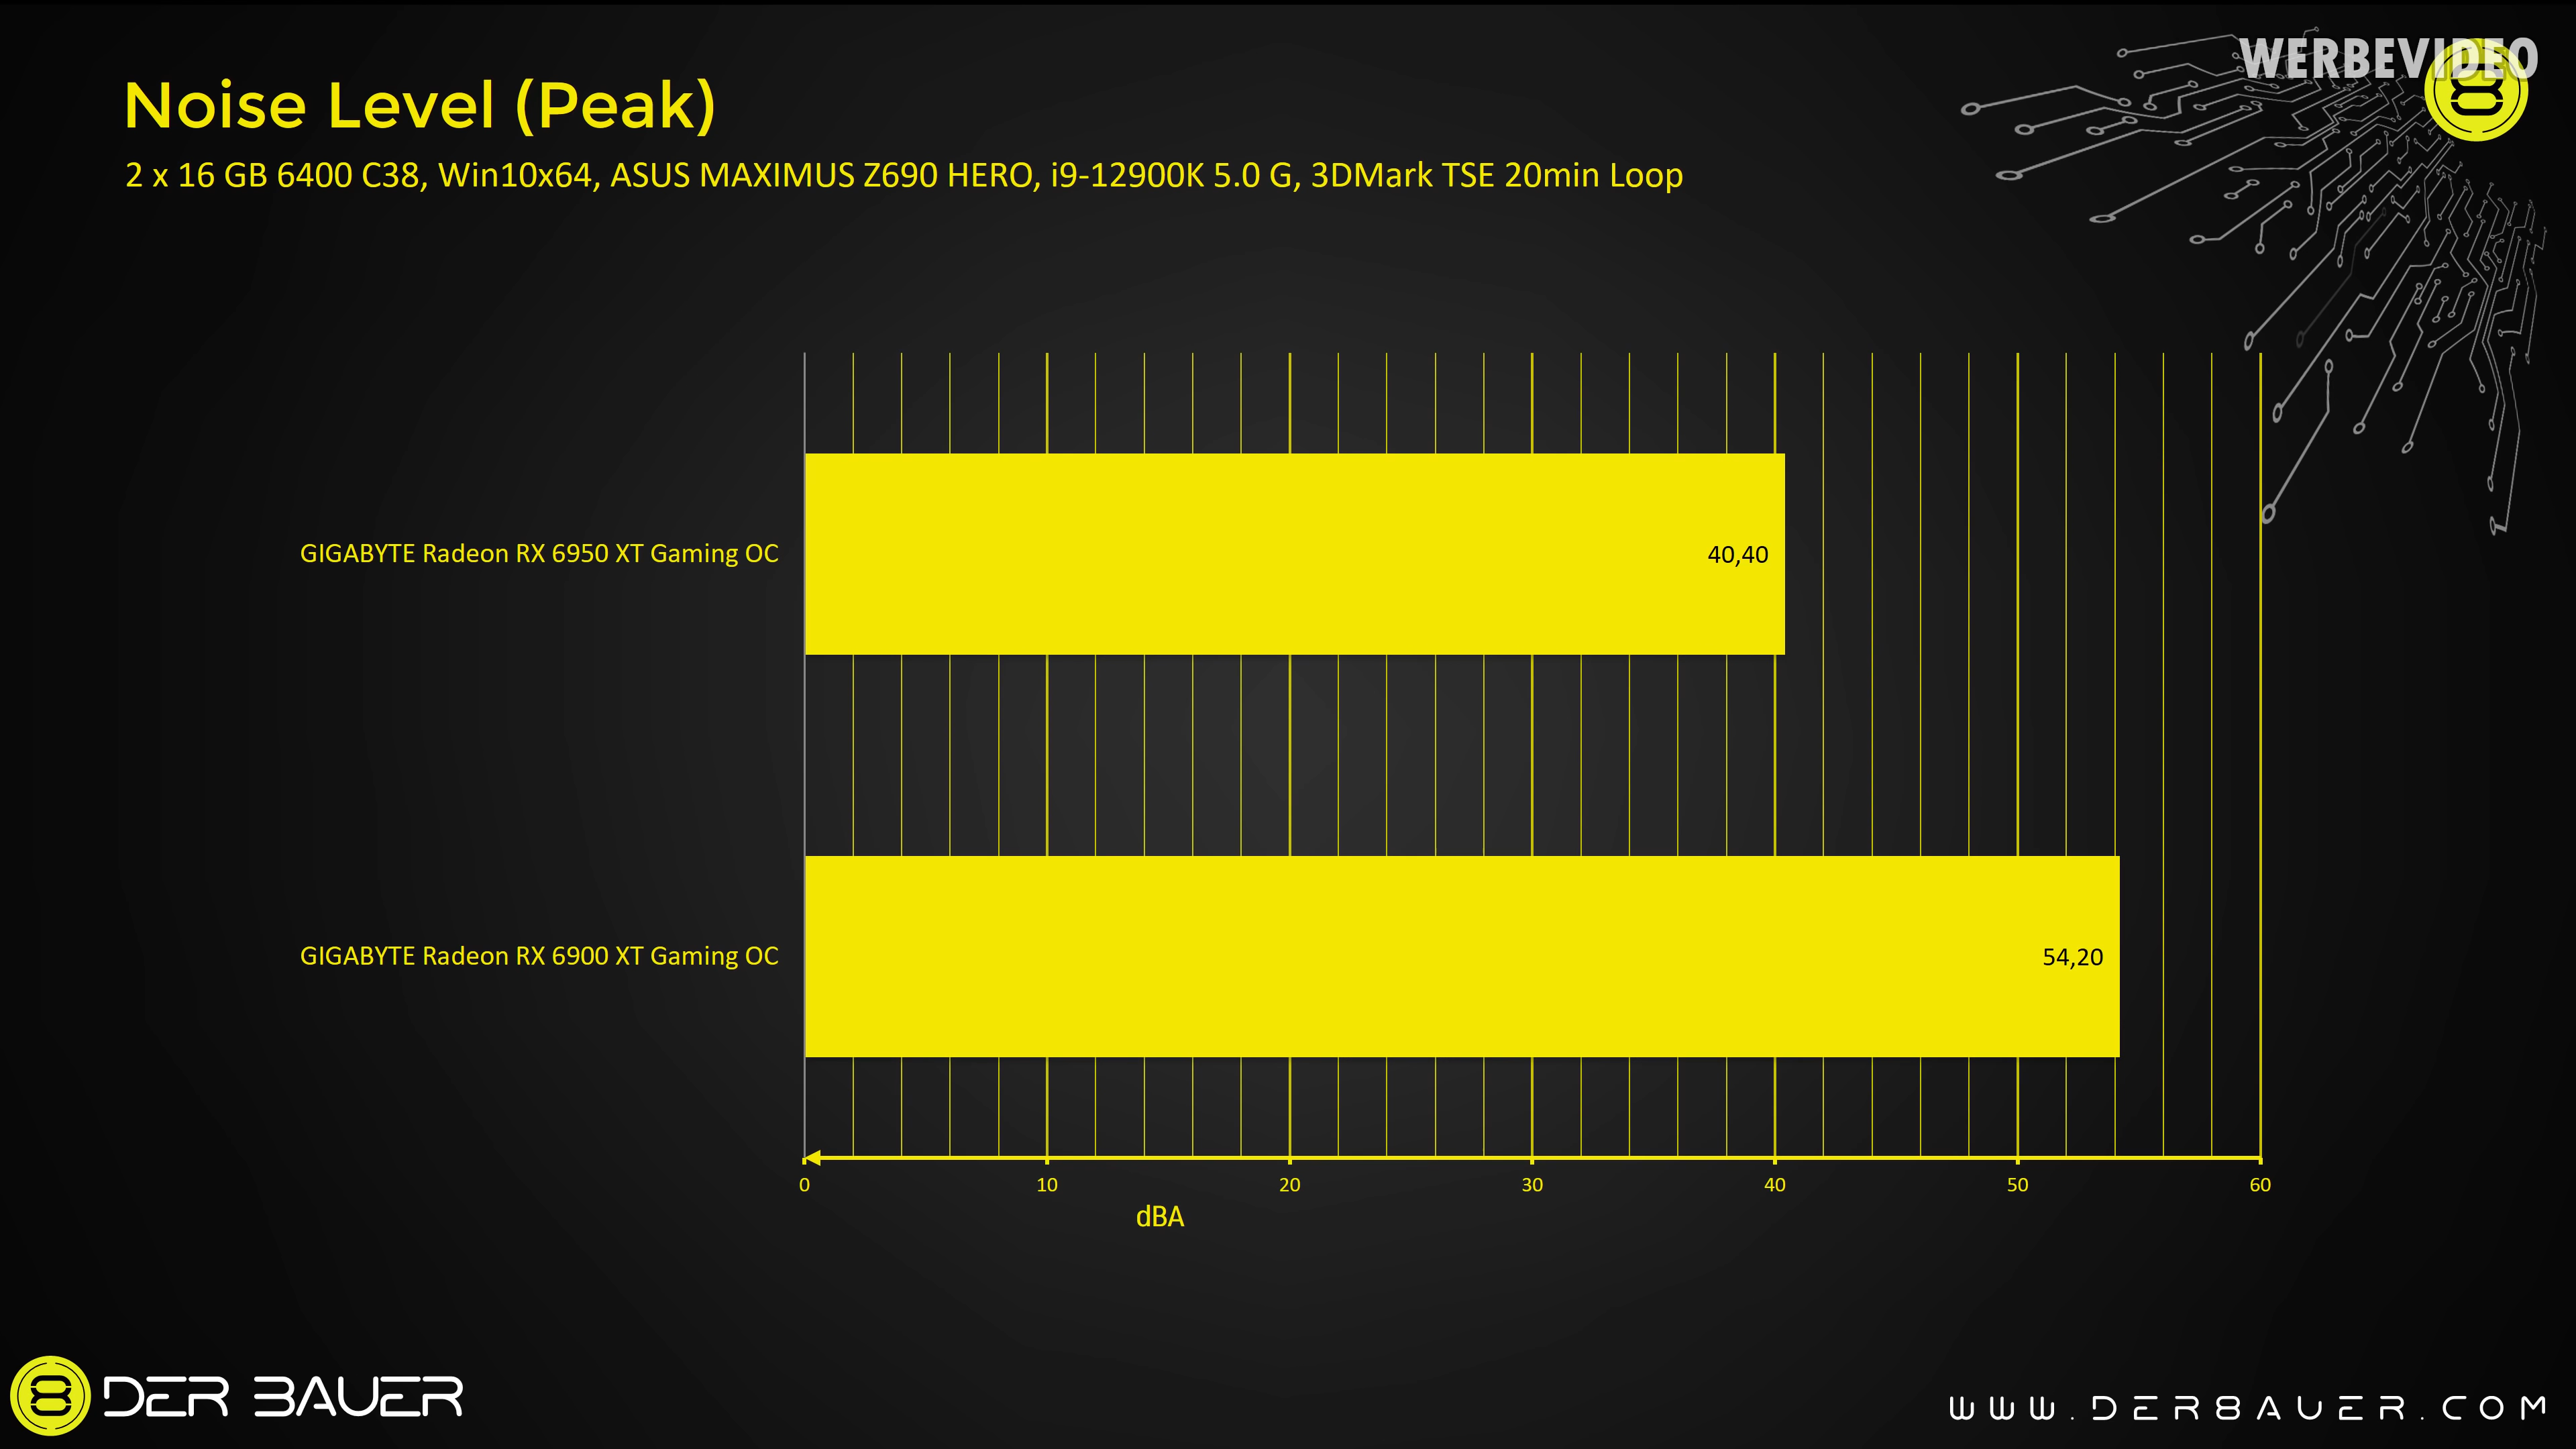 WERBEVIDEO
Noise Level (Peak)
2 x 16 GB 6400 C38, Win10x64, ASUS MAXIMUS Z690 HERO, i9-12900K 5.0 G, 3DMark TSE 20min Loop
GIGABYTE Radeon RX 6950 XT Gaming OC
40,40
GIGABYTE Radeon RX 6900 XT Gaming OC
54,20
0 10 20 30 40 50 60
dBA
8 DER 8AUER
WWW.DER8AUER.COM